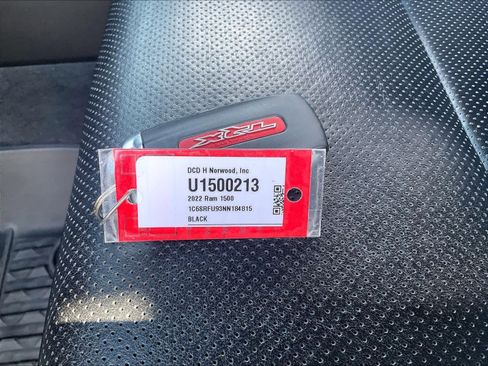 DCD H Norwood, Inc
U1500213
2022 Ram 1500
1C6SRFU93NN184815
BLACK